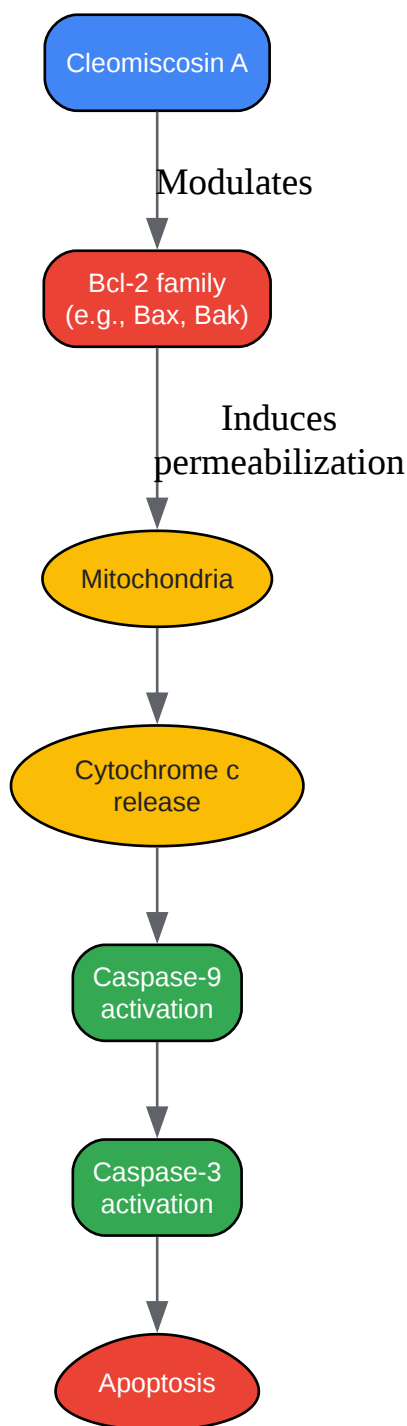 Cleomiscosin A
Modulates
Bcl-2 family
(e.g., Bax, Bak)
Induces
permeabilization
Mitochondria
Cytochrome c
release
Caspase-9
activation
Caspase-3
activation
Apoptosis